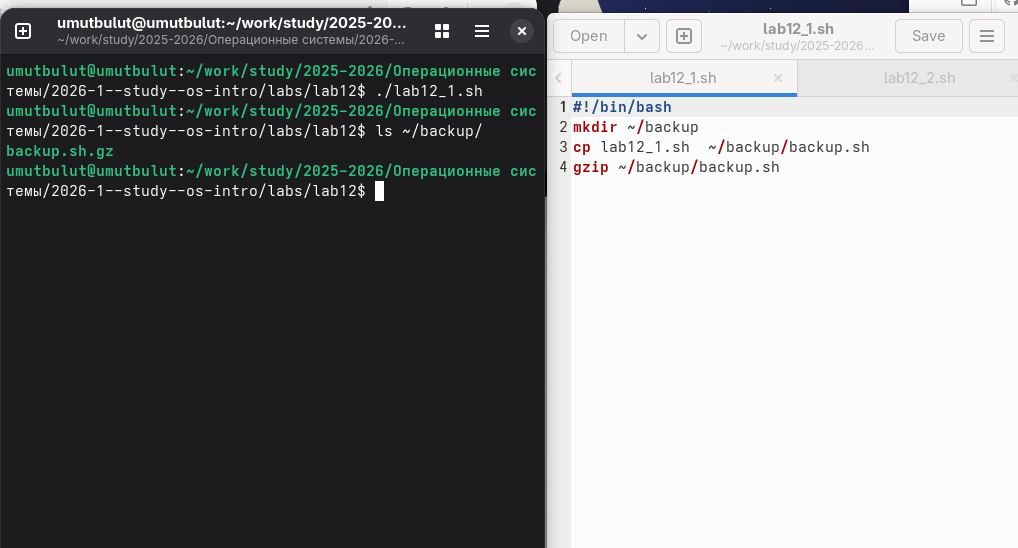 umutbulut@umutbulut:~/work/study/2025-20...
~/work/study/2025-2026/Операционные системы/2026-...
umutbulut@umutbulut:~/work/study/2025-2026/Операционные сис
темы/2026-1--study--os-intro/labs/lab12$ ./lab12_1.sh
umutbulut@umutbulut:~/work/study/2025-2026/Операционные сис
темы/2026-1--study--os-intro/labs/lab12$ ls ~/backup/
backup.sh.gz
umutbulut@umutbulut:~/work/study/2025-2026/Операционные сис
темы/2026-1--study--os-intro/labs/lab12$
Open
lab12_1.sh
~/work/study/2025-2026...
Save
lab12_1.sh
lab12_2.sh
1 #!/bin/bash
2 mkdir ~/backup
3 cp lab12_1.sh  ~/backup/backup.sh
4 gzip ~/backup/backup.sh